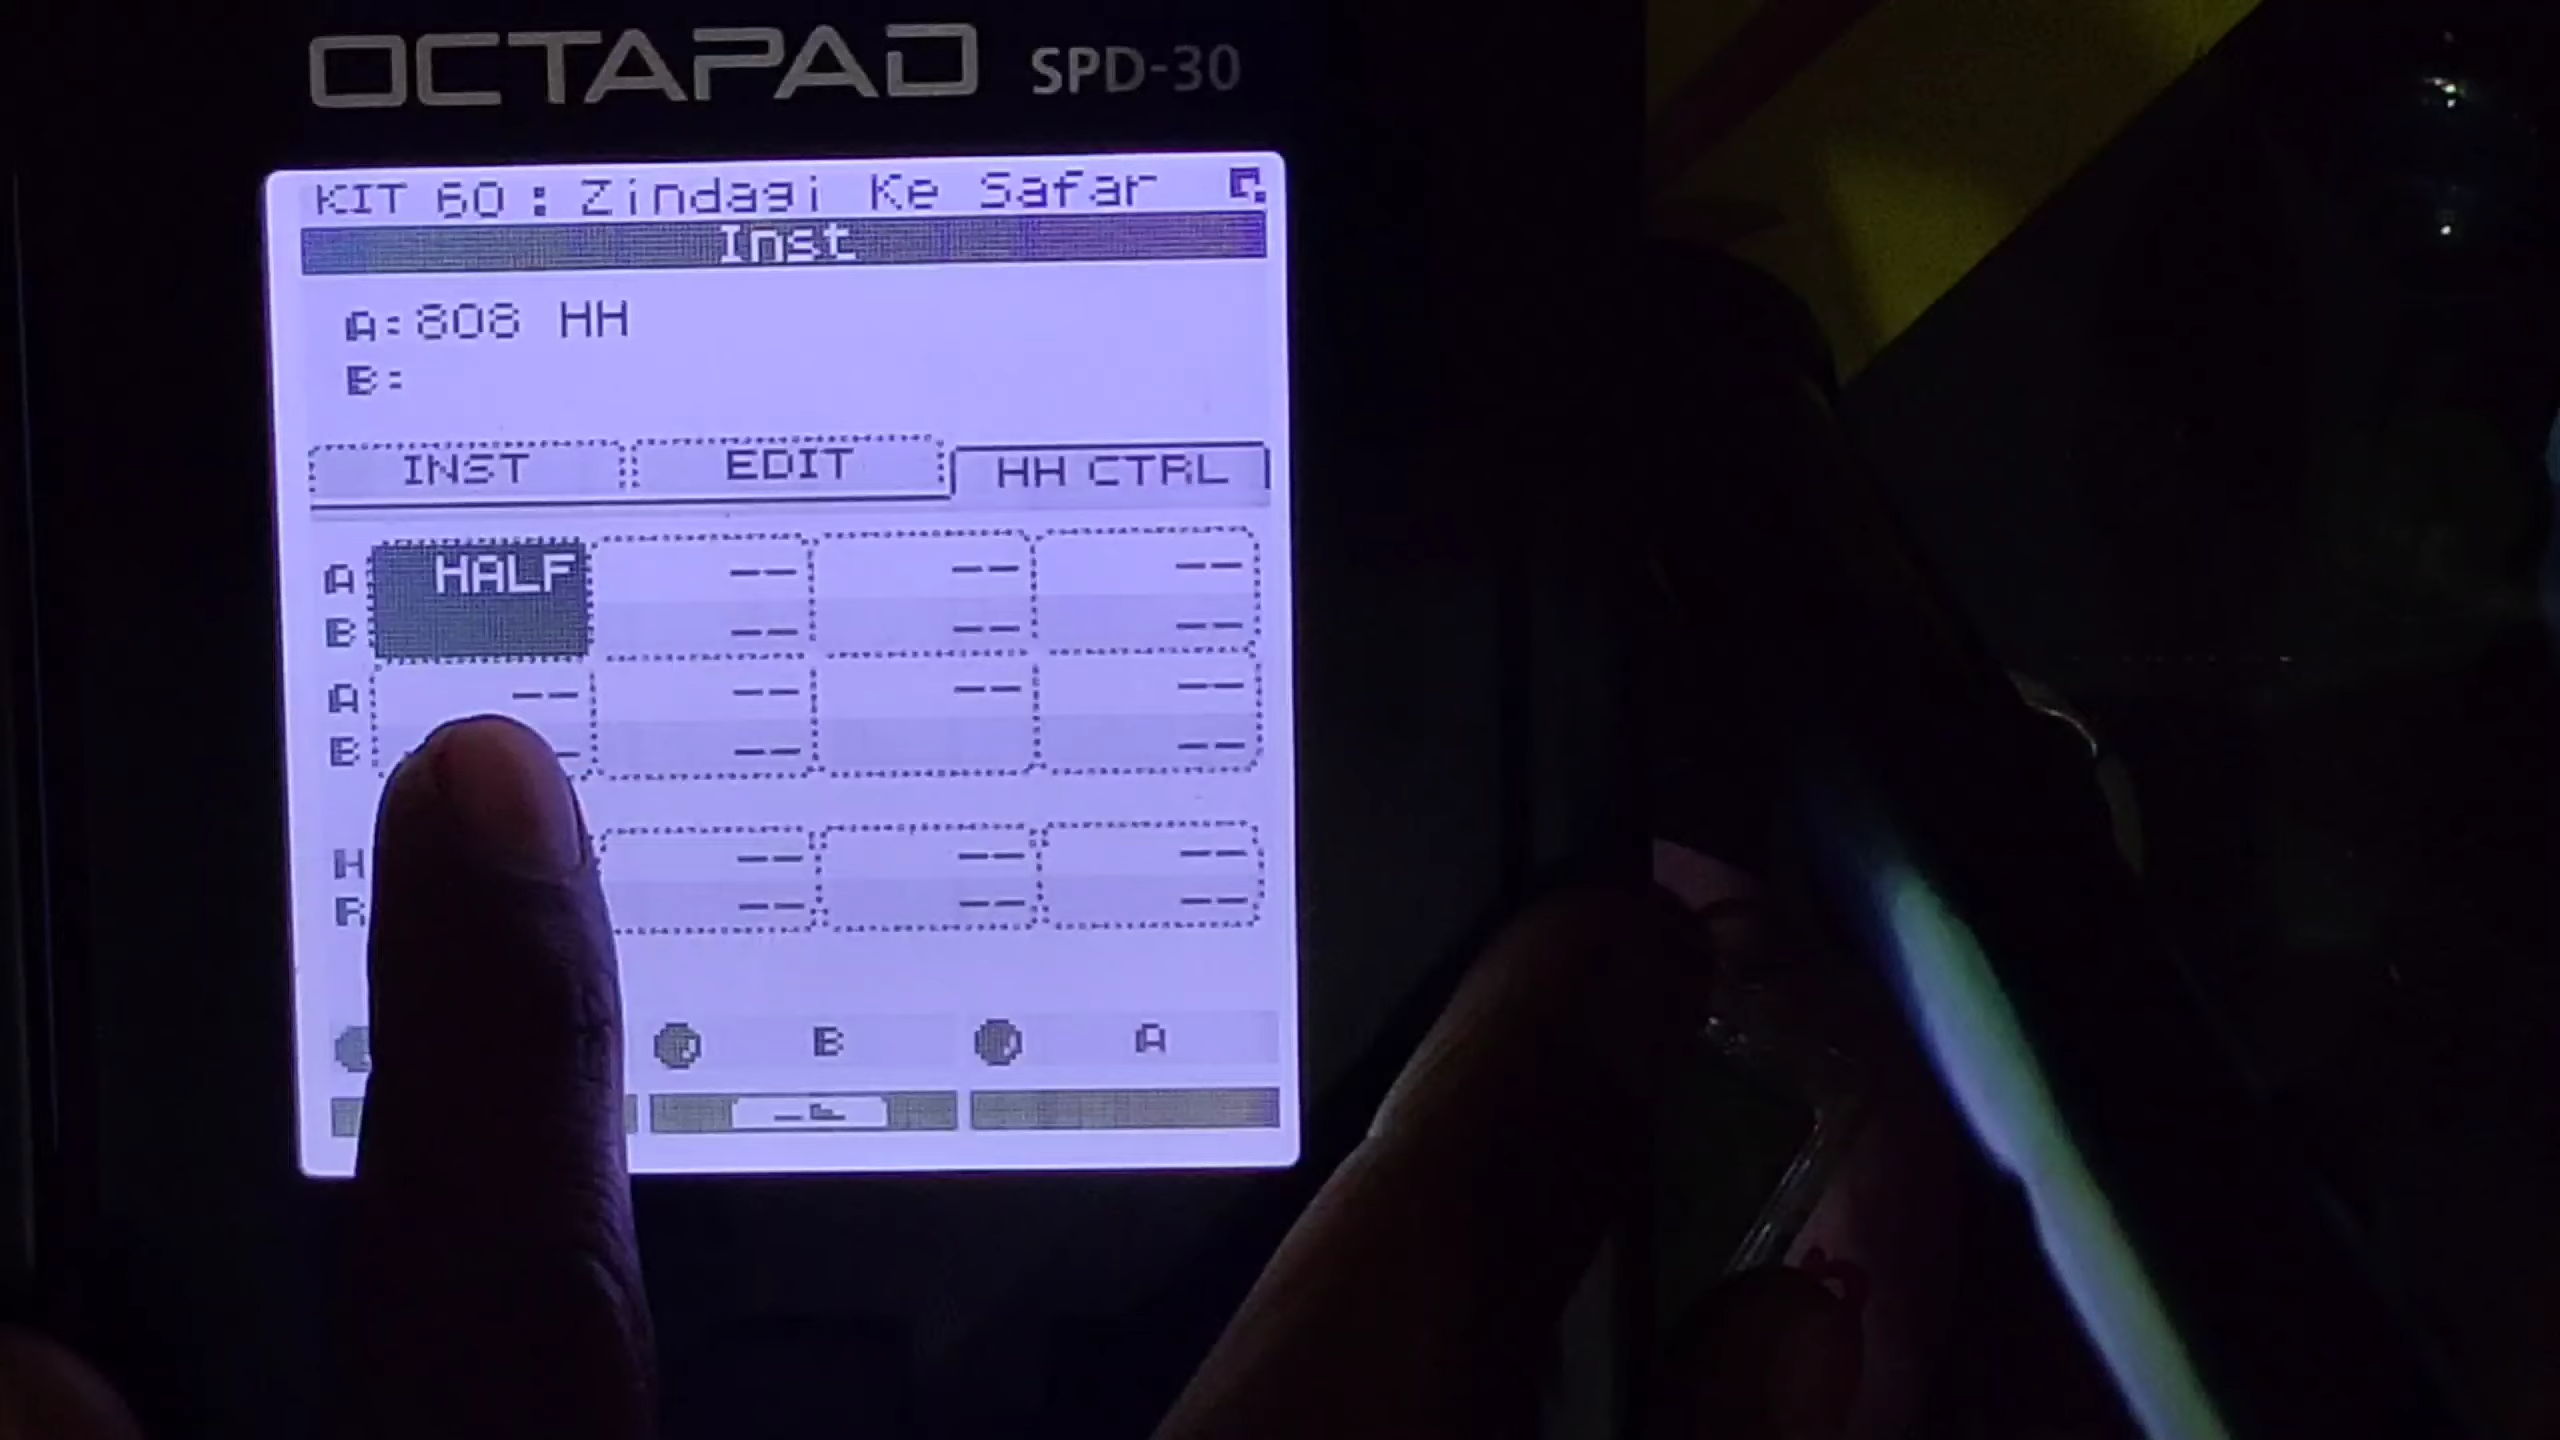 OCTAPAD SPD-30
KIT 60 : Zindagi Ke Safar
Inst
A:808 HH
B:
INST EDIT HH CTRL
A HALF -- -- --
B -- -- --
A -- -- -- --
B -- --
H -- -- --
R -- -- --
B A